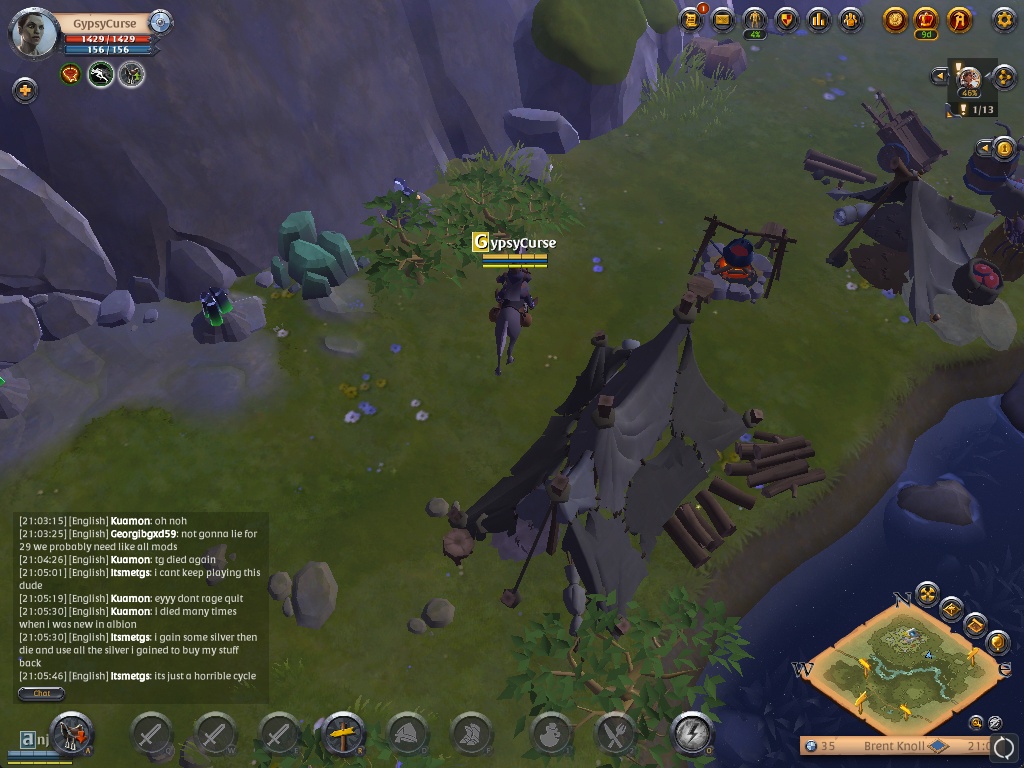 GypsyCurse
1429 / 1429
156 / 156
1
4%
9d
46%
1/13
GypsyCurse
[21:03:15] [English] Kuamon: oh noh
[21:03:25] [English] Georgibgxd59: not gonna lie for
29 we probably need like all mods
[21:04:26] [English] Kuamon: tg died again
[21:05:01] [English] Itsmetgs: i cant keep playing this
dude
[21:05:19] [English] Kuamon: eyyy dont rage quit
[21:05:30] [English] Kuamon: i died many times
when i was new in albion
[21:05:30] [English] Itsmetgs: i gain some silver then
die and use all the silver i gained to buy my stuff
back
[21:05:46] [English] Itsmetgs: its just a horrible cycle
Chat
N
W
E
anj
A
Q
W
E
R
35
Brent Knoll